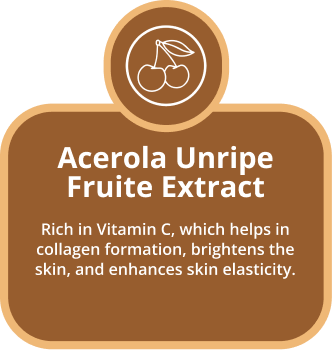 Acerola Unripe
Fruite Extract
Rich in Vitamin C, which helps in
collagen formation, brightens the
skin, and enhances skin elasticity.